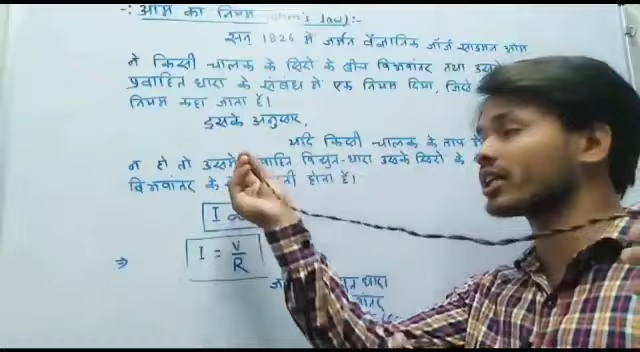 -: ओम का नियम (Ohm's law) :-
सन् 1826 में जर्मन वैज्ञानिक जॉर्ज साइमन ओम
ने किसी चालक के सिरों के बीच विभवांतर तथा उसमें
प्रवाहित धारा के संबंध में एक नियम दिया, जिसे
नियम कहा जाता है।
इसके अनुसार,
यदि किसी चालक के ताप में
न हो तो उसमें प्रवाहित विद्युत-धारा उसके सिरों के
विभवांतर के होता है।
I ∝
⇒ I = V/R
धारा